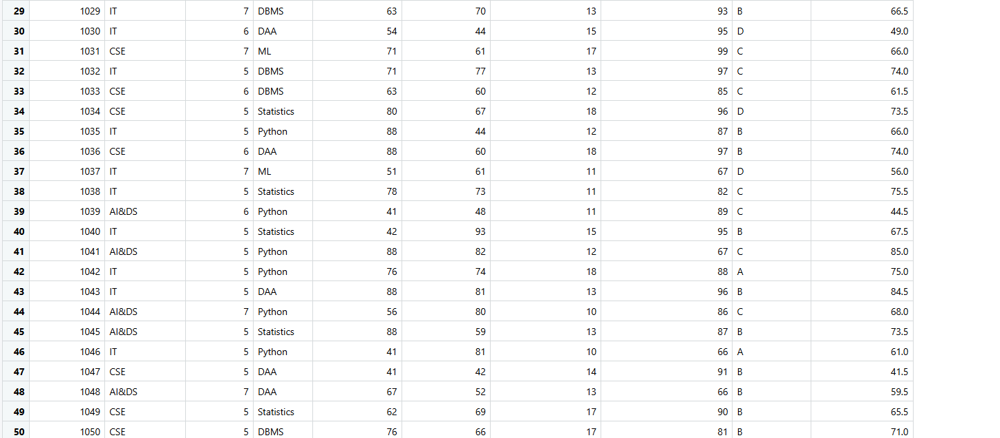 29 1029 IT 7 DBMS 63 70 13 93 B 66.5
30 1030 IT 6 DAA 54 44 15 95 D 49.0
31 1031 CSE 7 ML 71 61 17 99 C 66.0
32 1032 IT 5 DBMS 71 77 13 97 C 74.0
33 1033 CSE 6 DBMS 63 60 12 85 C 61.5
34 1034 CSE 5 Statistics 80 67 18 96 D 73.5
35 1035 IT 5 Python 88 44 12 87 B 66.0
36 1036 CSE 6 DAA 88 60 18 97 B 74.0
37 1037 IT 7 ML 51 61 11 67 D 56.0
38 1038 IT 5 Statistics 78 73 11 82 C 75.5
39 1039 AI&DS 6 Python 41 48 11 89 C 44.5
40 1040 IT 5 Statistics 42 93 15 95 B 67.5
41 1041 AI&DS 5 Python 88 82 12 67 C 85.0
42 1042 IT 5 Python 76 74 18 88 A 75.0
43 1043 IT 5 DAA 88 81 13 96 B 84.5
44 1044 AI&DS 7 Python 56 80 10 86 C 68.0
45 1045 AI&DS 5 Statistics 88 59 13 87 B 73.5
46 1046 IT 5 Python 41 81 10 66 A 61.0
47 1047 CSE 5 DAA 41 42 14 91 B 41.5
48 1048 AI&DS 7 DAA 67 52 13 66 B 59.5
49 1049 CSE 5 Statistics 62 69 17 90 B 65.5
50 1050 CSE 5 DBMS 76 66 17 81 B 71.0